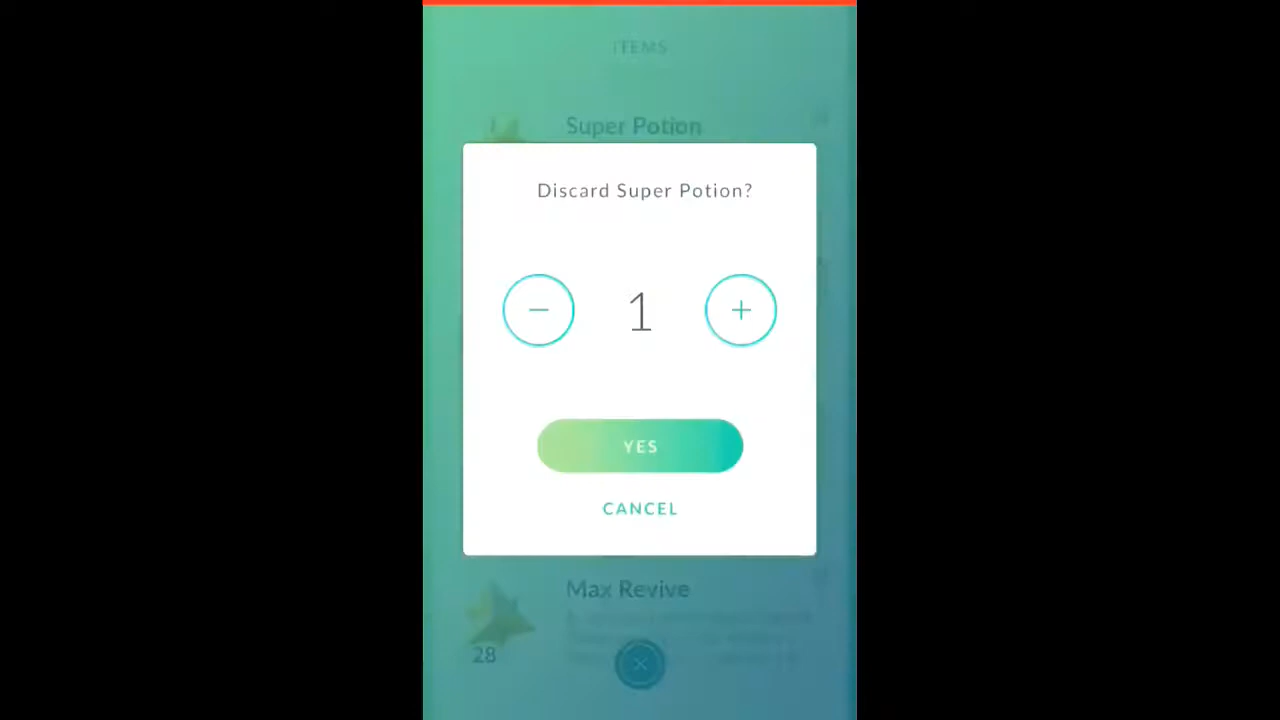 ITEMS
Super Potion
Discard Super Potion?
1
YES
CANCEL
Max Revive
28